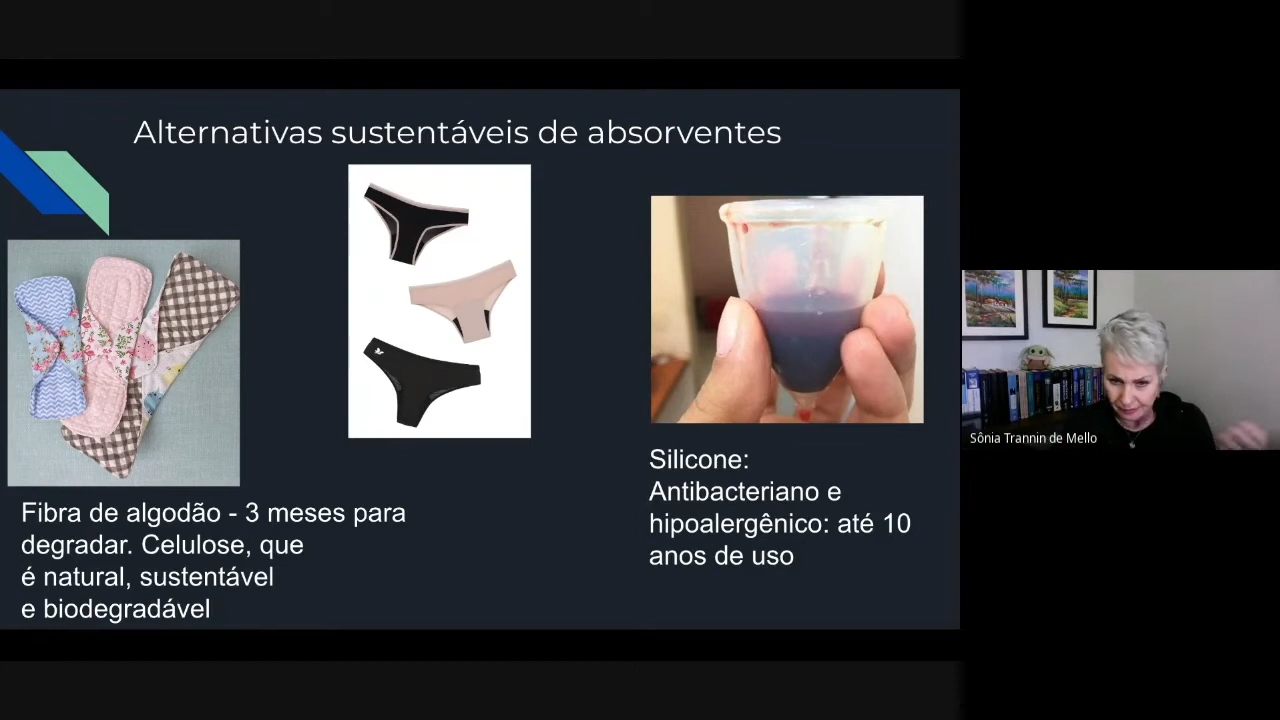 Alternativas sustentáveis de absorventes
Fibra de algodão - 3 meses para
degradar. Celulose, que
é natural, sustentável
e biodegradável
Silicone:
Antibacteriano e
hipoalergênico: até 10
anos de uso
Sônia Trannin de Mello